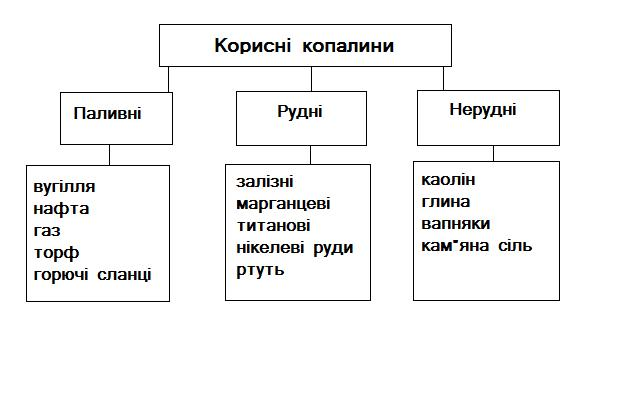 Корисні копалини
Паливні
Рудні
Нерудні
вугілля
нафта
газ
торф
горючі сланці
залізні
марганцеві
титанові
нікелеві руди
ртуть
каолін
глина
вапняки
кам"яна сіль